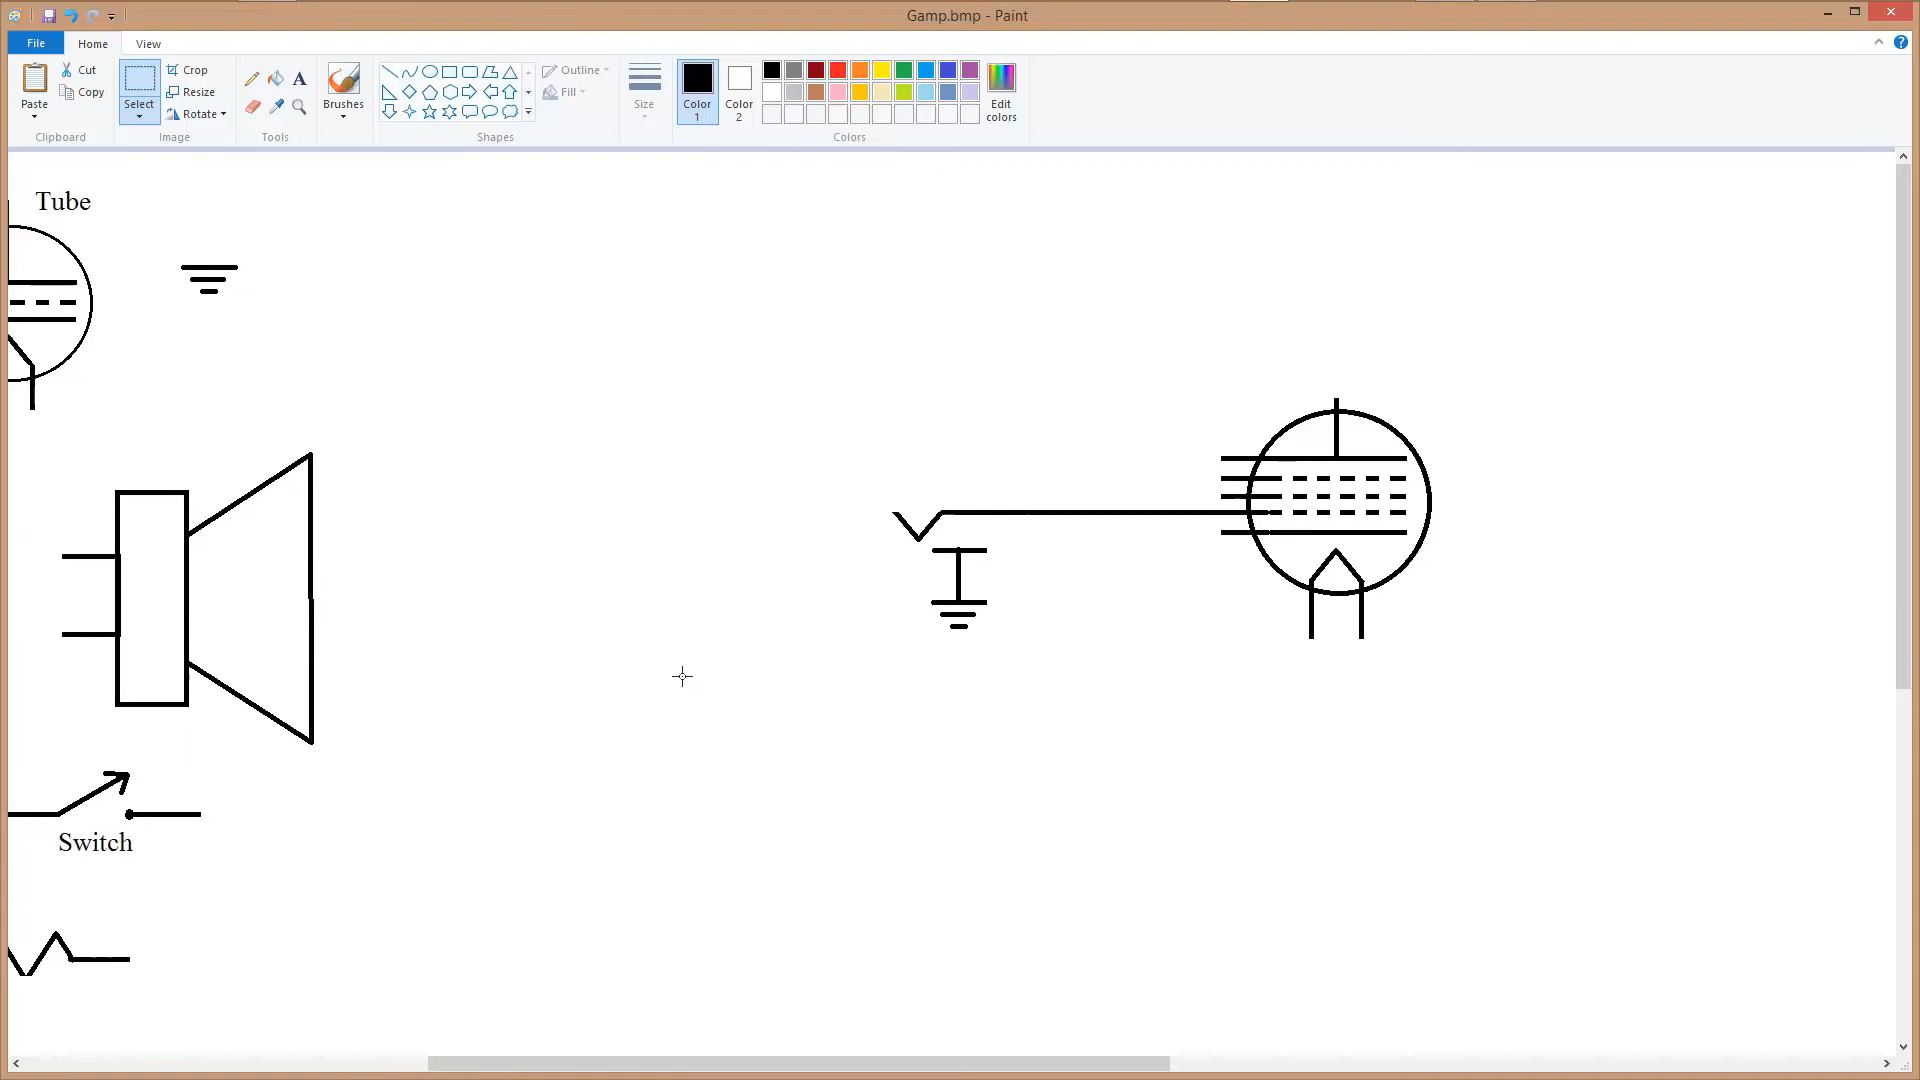 Gamp.bmp - Paint
File Home View
Paste
Cut
Copy
Clipboard
Select
Crop
Resize
Rotate
Image
A
Tools
Brushes
Outline
Fill
Shapes
Size
Color 1
Color 2
Edit colors
Colors
Tube
Switch